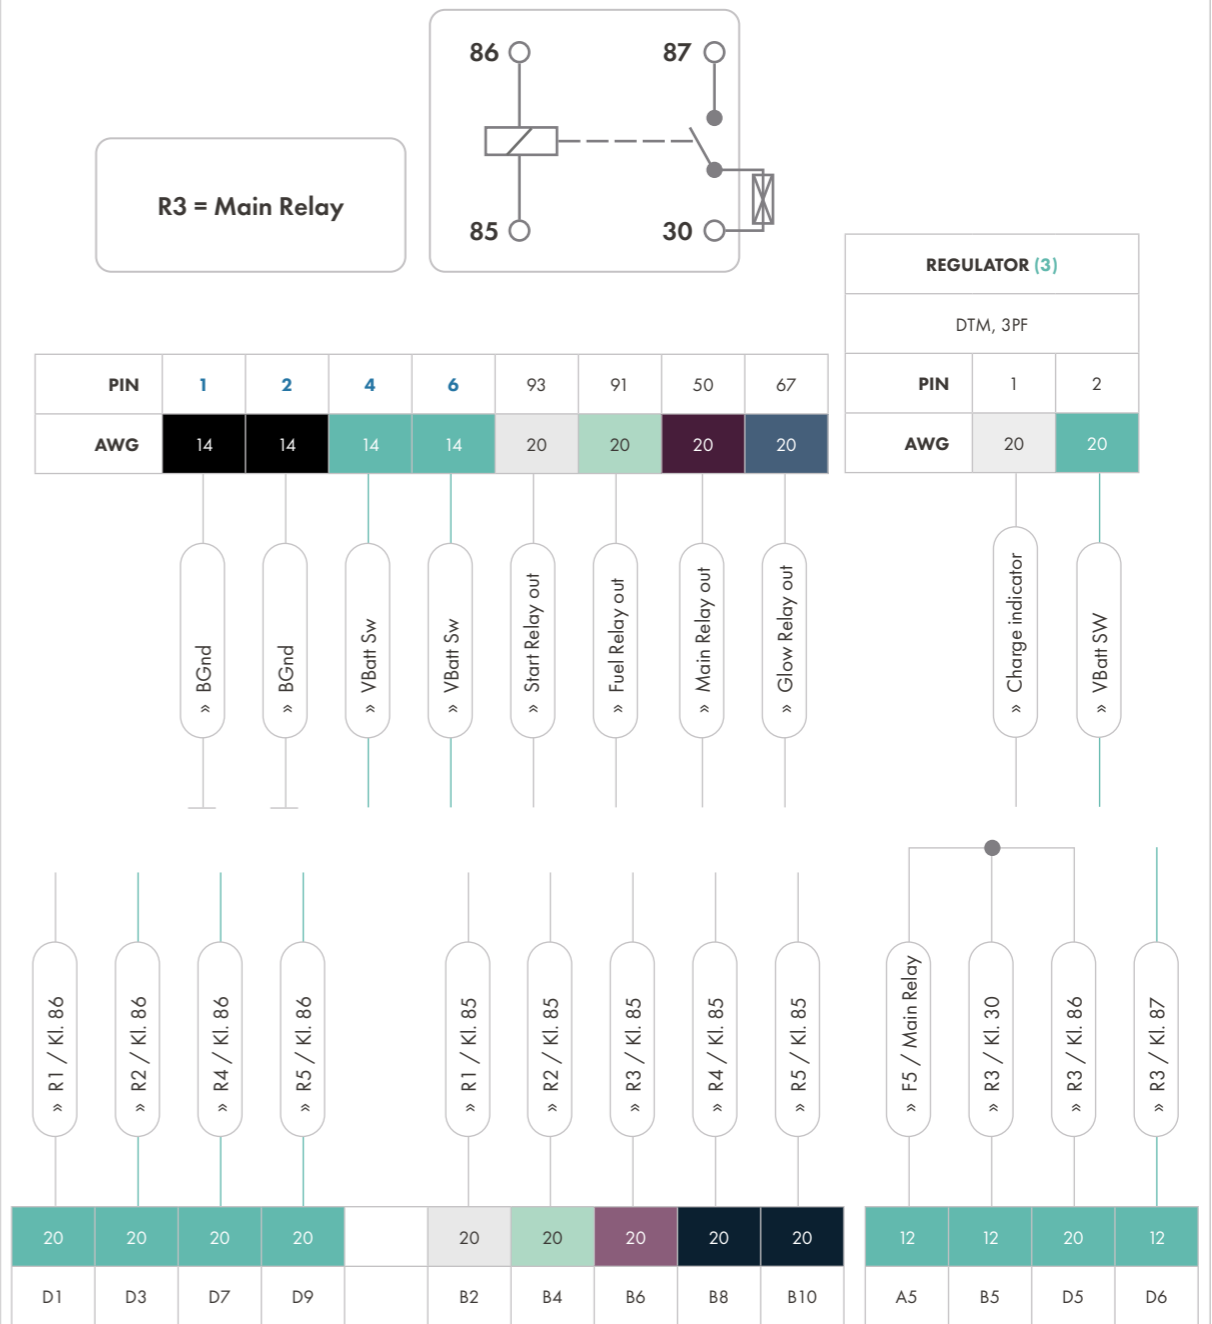 86
87
R3 = Main Relay
85
30
REGULATOR (3)
DTM, 3PF
PIN 1 2 4 6 93 91 50 67
PIN 1 2
AWG 14 14 14 14 20 20 20 20
AWG 20 20
» BGnd
» BGnd
» VBatt Sw
» VBatt Sw
» Start Relay out
» Fuel Relay out
» Main Relay out
» Glow Relay out
» Charge indicator
» VBatt SW
» R1 / Kl. 86
» R2 / Kl. 86
» R4 / Kl. 86
» R5 / Kl. 86
» R1 / Kl. 85
» R2 / Kl. 85
» R3 / Kl. 85
» R4 / Kl. 85
» R5 / Kl. 85
» F5 / Main Relay
» R3 / Kl. 30
» R3 / Kl. 86
» R3 / Kl. 87
20 20 20 20 20 20 20 20 20 12 12 20 12
D1 D3 D7 D9 B2 B4 B6 B8 B10 A5 B5 D5 D6